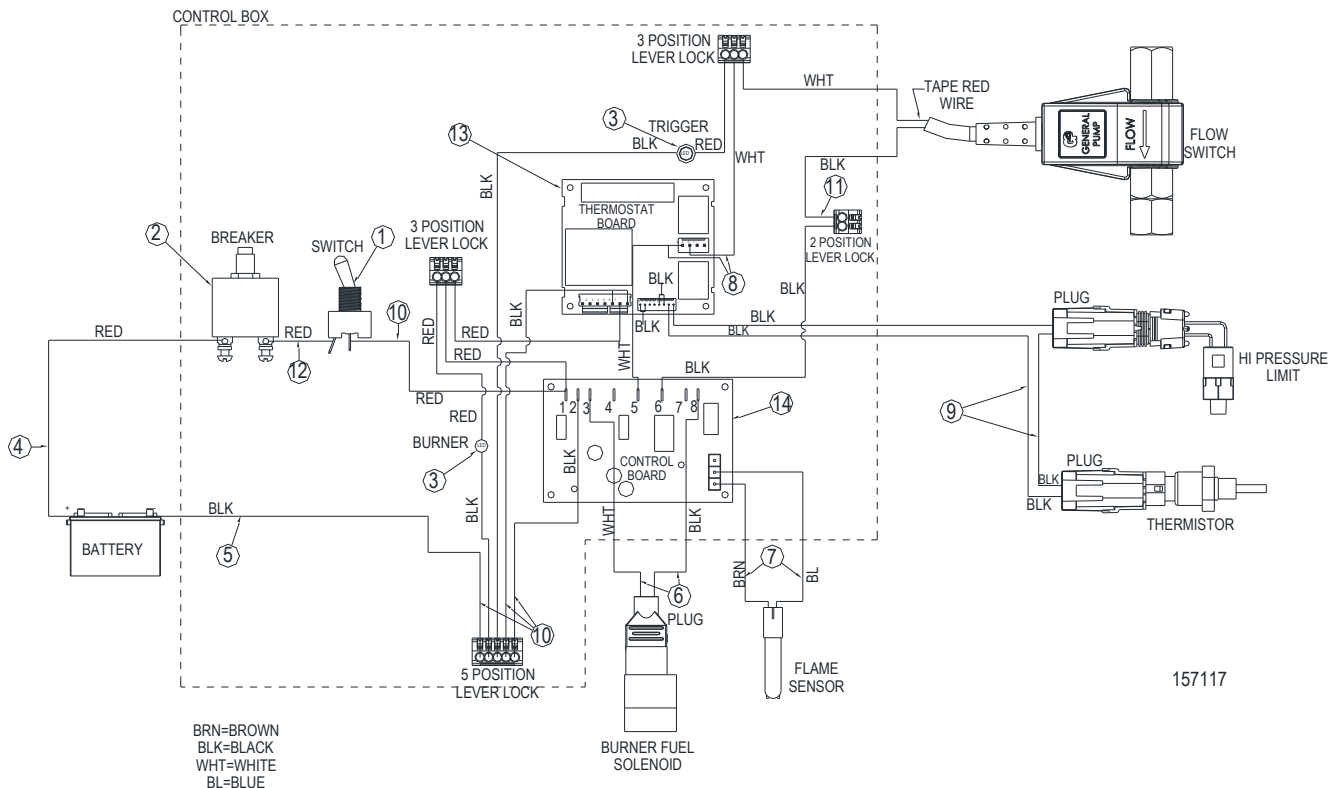 CONTROL BOX
3 POSITION
LEVER LOCK
WHT
TAPE RED
WIRE
GENERAL
PUMP
FLOW
FLOW
SWITCH
3
TRIGGER
LED
BLK
RED
WHT
13
BLK
11
BLK
THERMOSTAT
BOARD
2
BREAKER
SWITCH
1
3 POSITION
LEVER LOCK
2 POSITION
LEVER LOCK
8
BLK
BLK
BLK
BLK
BLK
BLK
PLUG
HI PRESSURE
LIMIT
RED
RED
10
12
RED
RED
RED
WHT
BLK
RED
RED
1
2
3
4
5
6
7
8
14
9
4
BURNER
LED
3
BLK
CONTROL
BOARD
PLUG
BLK
BLK
THERMISTOR
BLK
WHT
BLK
BATTERY
BLK
5
BRN
7
BL
6
PLUG
10
5 POSITION
LEVER LOCK
FLAME
SENSOR
157117
BURNER FUEL
SOLENOID
BRN=BROWN
BLK=BLACK
WHT=WHITE
BL=BLUE